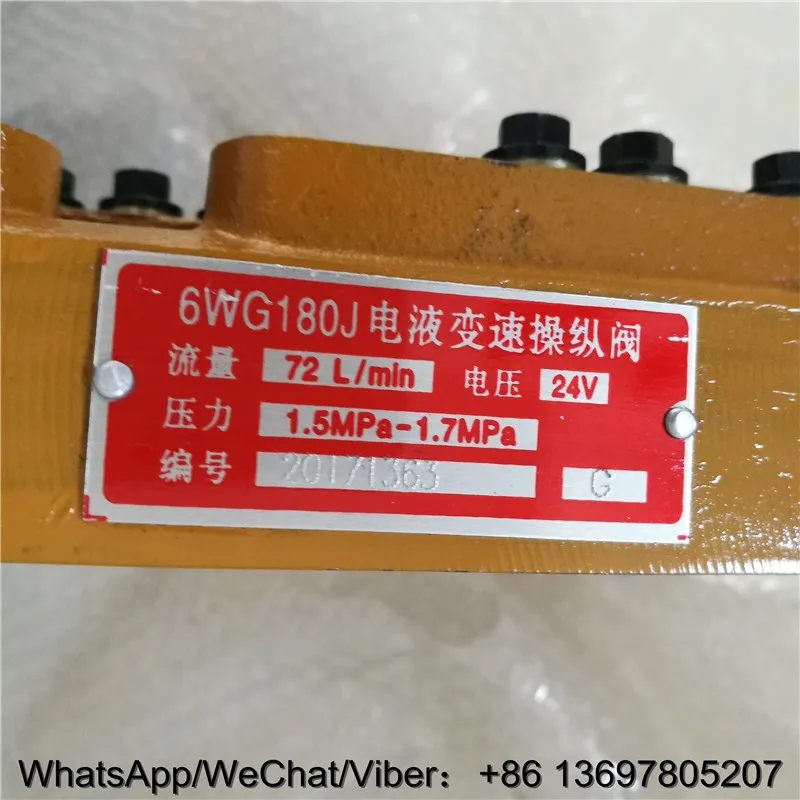 6WG180J电液变速操纵阀
流量 72 L/min 电压 24V
压力 1.5MPa-1.7MPa
编号 20171363 G
WhatsApp/WeChat/Viber： +86 13697805207